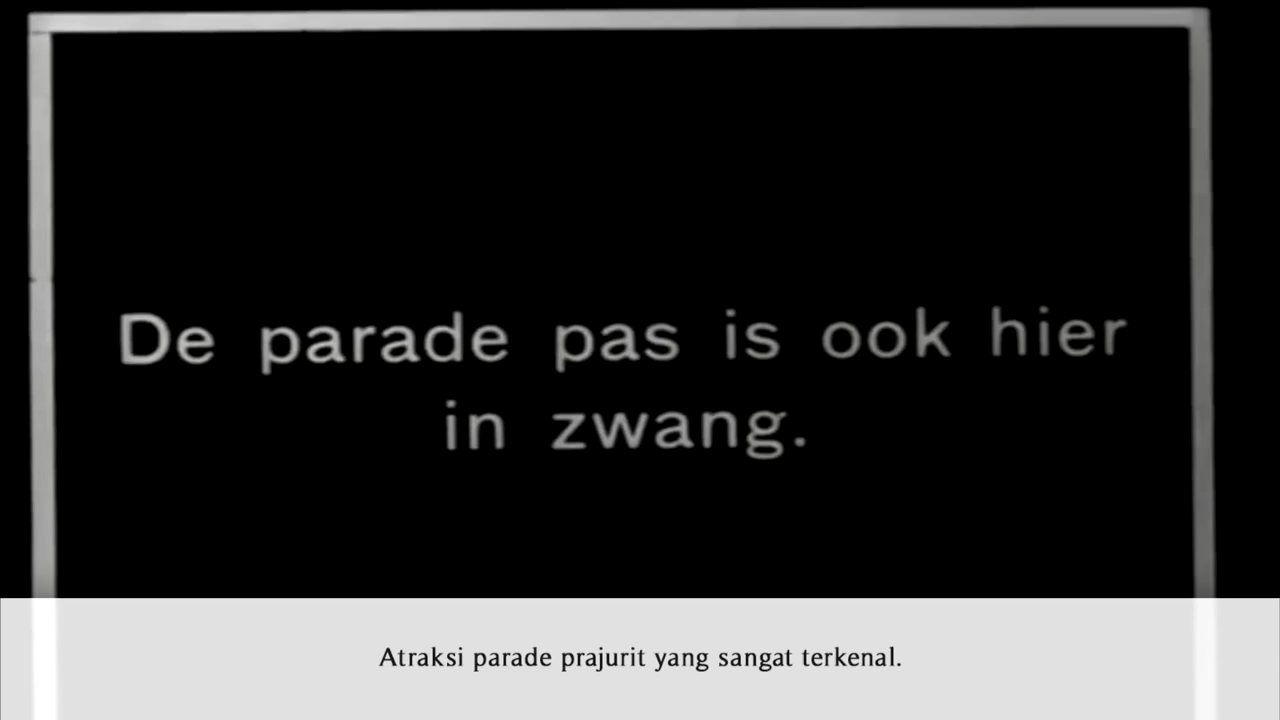 De parade pas is ook hier
in zwang.
Atraksi parade prajurit yang sangat terkenal.